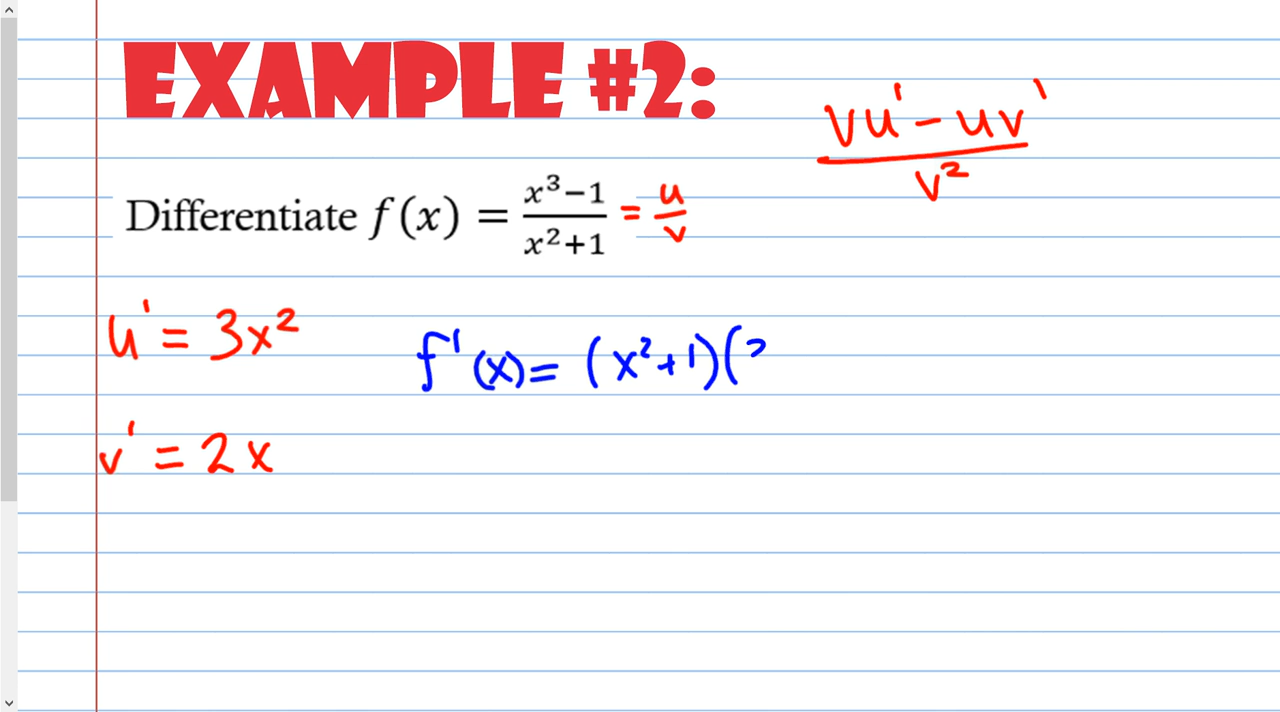 EXAMPLE #2:
vu' - uv' / v²
Differentiate f(x) = x³−1 / x²+1 = u / v
u' = 3x²
f'(x) = (x²+1)(
v' = 2x